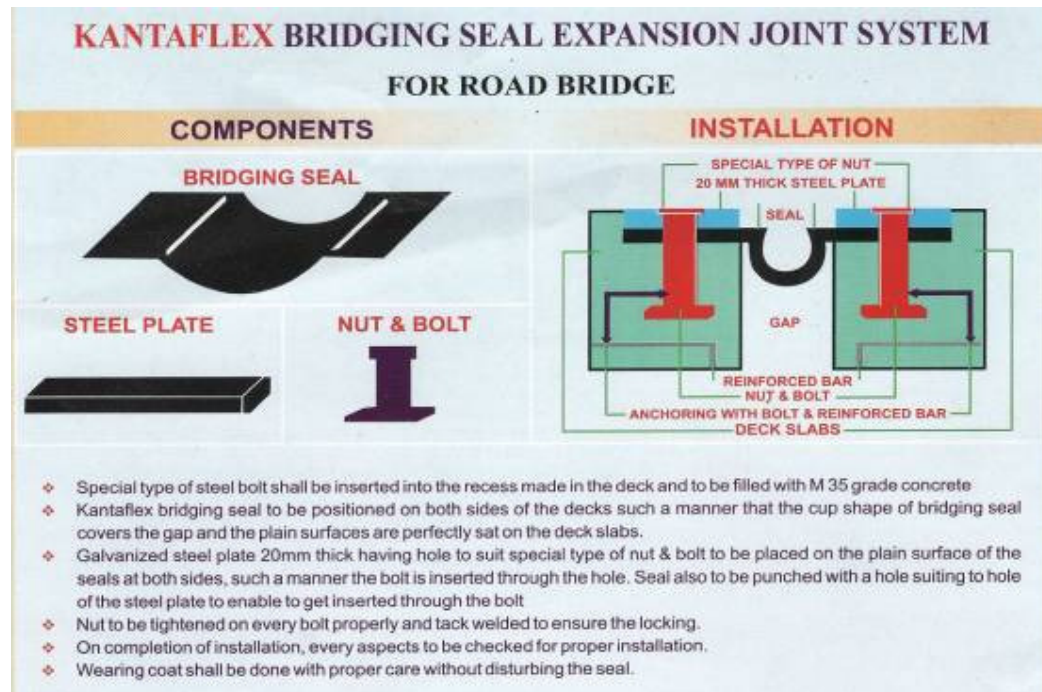 KANTAFLEX BRIDGING SEAL EXPANSION JOINT SYSTEM
FOR ROAD BRIDGE
COMPONENTS
INSTALLATION
BRIDGING SEAL
STEEL PLATE
NUT & BOLT
SPECIAL TYPE OF NUT
20 MM THICK STEEL PLATE
SEAL
GAP
REINFORCED BAR
NUT & BOLT
ANCHORING WITH BOLT & REINFORCED BAR
DECK SLABS
Special type of steel bolt shall be inserted into the recess made in the deck and to be filled with M 35 grade concrete
Kantaflex bridging seal to be positioned on both sides of the decks such a manner that the cup shape of bridging seal
covers the gap and the plain surfaces are perfectly sat on the deck slabs.
Galvanized steel plate 20mm thick having hole to suit special type of nut & bolt to be placed on the plain surface of the
seals at both sides, such a manner the bolt is inserted through the hole. Seal also to be punched with a hole suiting to hole
of the steel plate to enable to get inserted through the bolt
Nut to be tightened on every bolt properly and tack welded to ensure the locking.
On completion of installation, every aspects to be checked for proper installation.
Wearing coat shall be done with proper care without disturbing the seal.